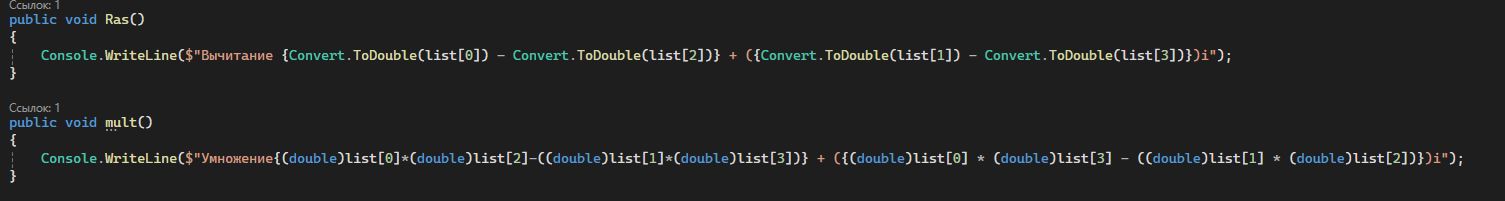 Ссылок: 1
public void Ras()
{
Console.WriteLine($"Вычитание {Convert.ToDouble(list[0]) - Convert.ToDouble(list[2])} + ({Convert.ToDouble(list[1]) - Convert.ToDouble(list[3])})i");
}
Ссылок: 1
public void mult()
{
Console.WriteLine($"Умножение{(double)list[0]*(double)list[2]-((double)list[1]*(double)list[3])} + ({(double)list[0] * (double)list[3] - ((double)list[1] * (double)list[2])})i");
}